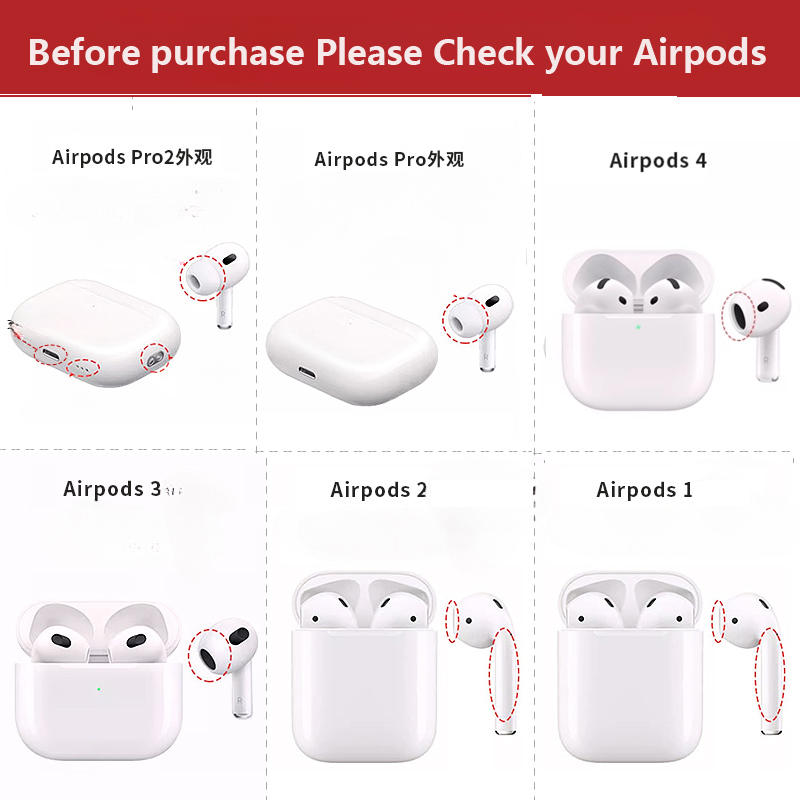 Before purchase Please Check your Airpods
Airpods Pro2外观
Airpods Pro外观
Airpods 4
Airpods 3
Airpods 2
Airpods 1
R
R
R
R